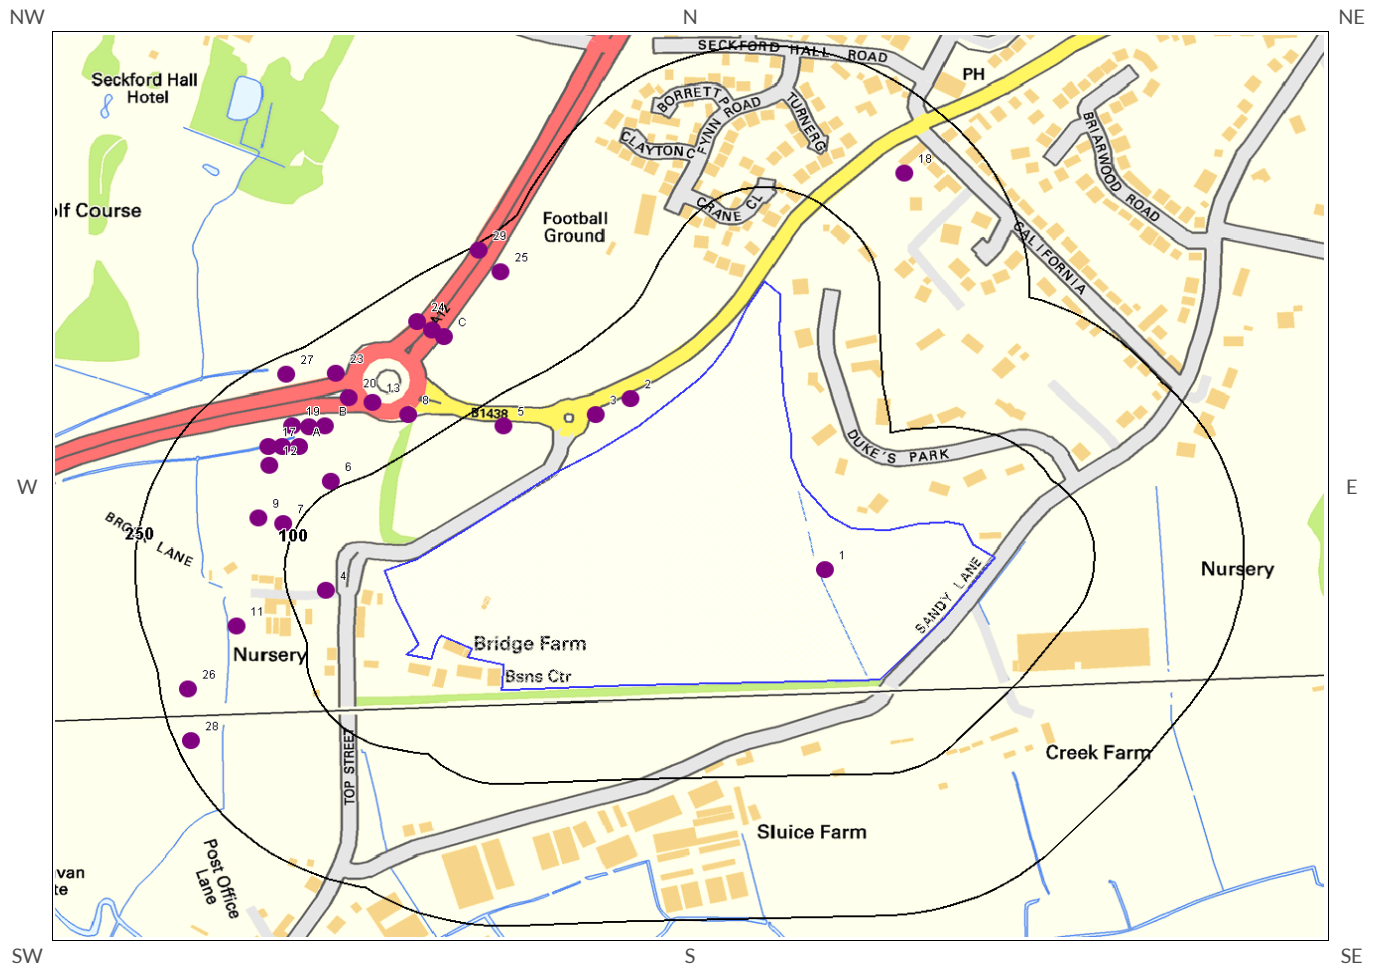 NW
N
NE
SECKFORD HALL ROAD
PH
Seckford Hall
Hotel
BORRETT P
FYNN ROAD
TURNERG
CLAYTON C
BRIARWOOD ROAD
18
lf Course
CRANE CL
CALIFORNIA
Football
Ground
29
25
24
A12
C
27
23
20
13
2
B
8
B1438
5
3
19
A
17
12
DUKE'S PARK
6
W
E
9
7
BROO LANE
250
100
1
4
SANDY LANE
Nursery
11
Bridge Farm
Nursery
Bsns Ctr
26
28
TOP STREET
Creek Farm
Sluice Farm
Post Office
Lane
van
te
SW
S
SE